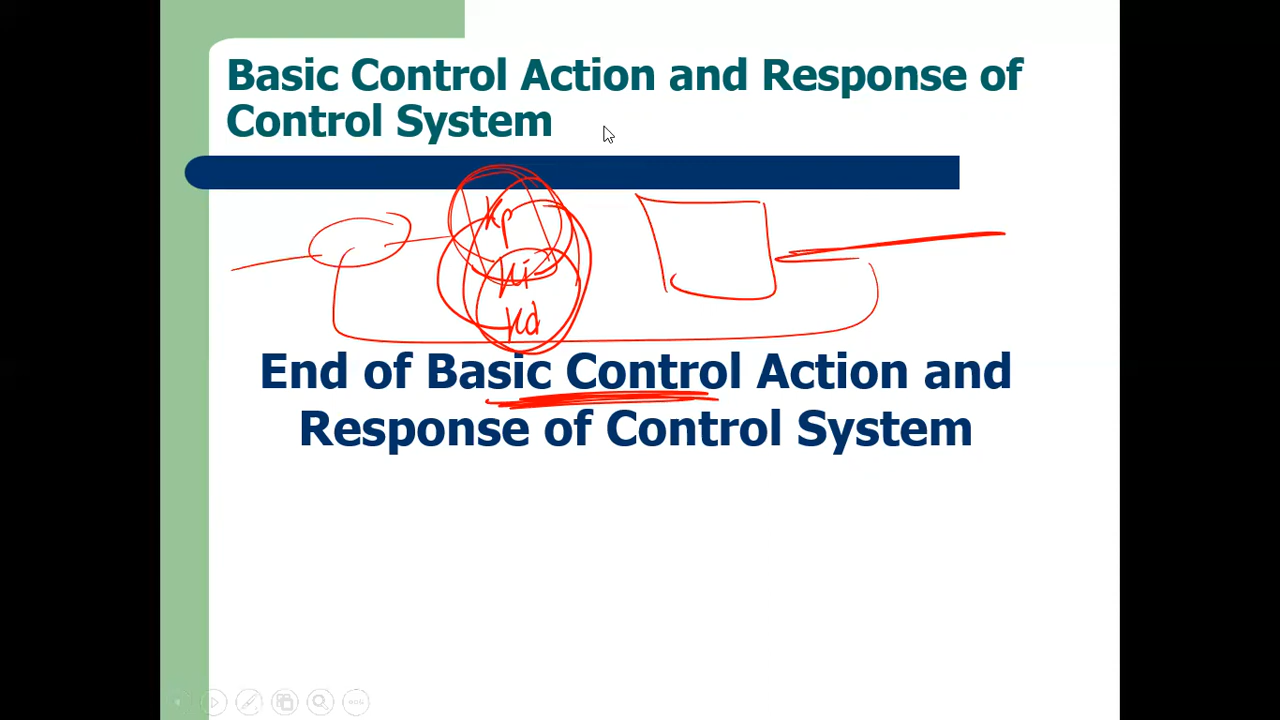 Basic Control Action and Response of
Control System
Kp
Ki
Kd
End of Basic Control Action and
Response of Control System